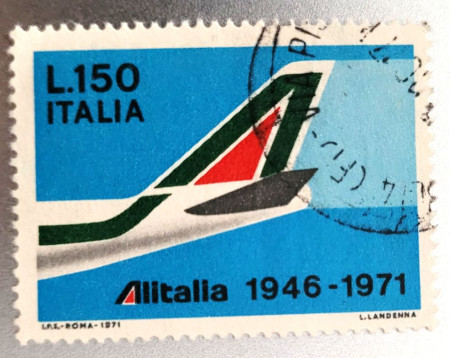 L.150
ITALIA
Alitalia 1946-1971
I.P.S.-ROMA-1971
L. LANDENNA